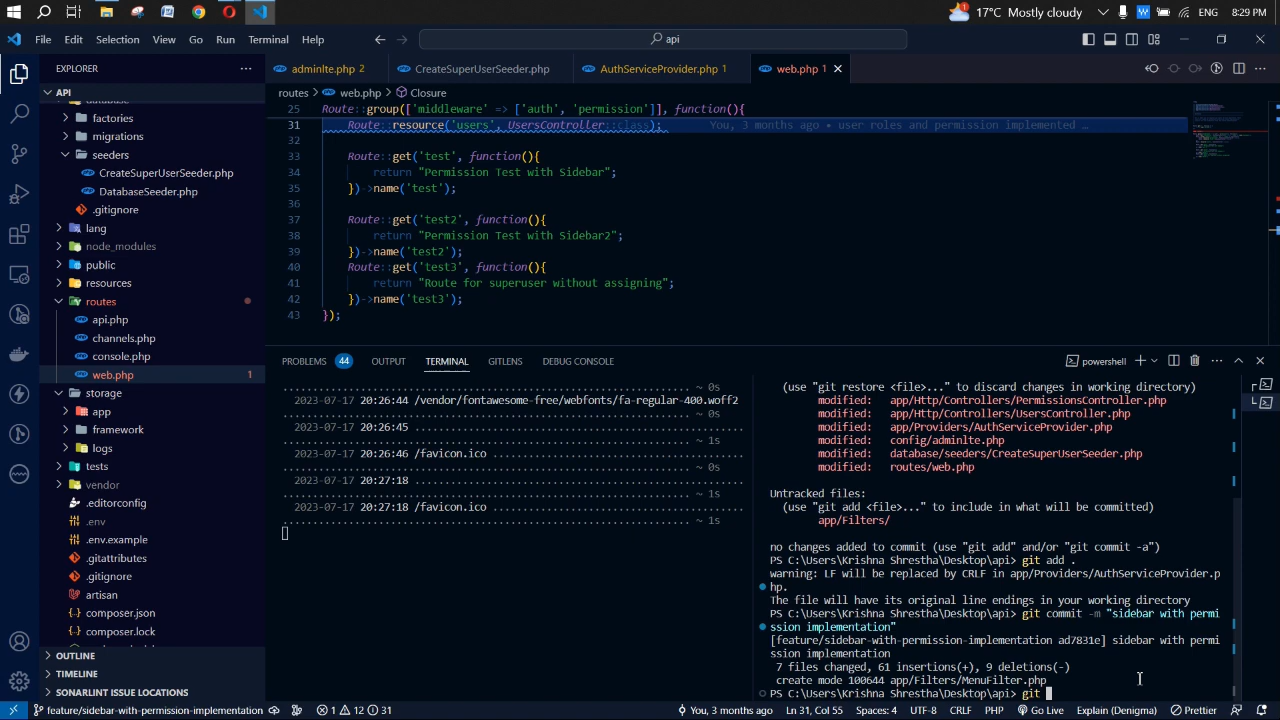 17°C Mostly cloudy
ENG
8:29 PM
File Edit Selection View Go Run Terminal Help
api
EXPLORER
adminlte.php 2
CreateSuperUserSeeder.php
AuthServiceProvider.php 1
web.php 1
API
routes > web.php > Closure
database
factories
migrations
seeders
CreateSuperUserSeeder.php
DatabaseSeeder.php
.gitignore
lang
node_modules
public
resources
routes
api.php
channels.php
console.php
web.php 1
storage
app
framework
logs
tests
vendor
.editorconfig
.env
.env.example
.gitattributes
.gitignore
artisan
composer.json
composer.lock
OUTLINE
TIMELINE
SONARLINT ISSUE LOCATIONS
25 Route::group(['middleware' => ['auth', 'permission']], function(){
31 Route::resource('users', UsersController::class); You, 3 months ago • user roles and permission implemented …
32
33 Route::get('test', function(){
34 return "Permission Test with Sidebar";
35 })->name('test');
36
37 Route::get('test2', function(){
38 return "Permission Test with Sidebar2";
39 })->name('test2');
40 Route::get('test3', function(){
41 return "Route for superuser without assigning";
42 })->name('test3');
43 });
PROBLEMS 44 OUTPUT TERMINAL GITLENS DEBUG CONSOLE
powershell
.................................................... ~ 0s
2023-07-17 20:26:44 /vendor/fontawesome-free/webfonts/fa-regular-400.woff2
.................................................... ~ 0s
2023-07-17 20:26:45 ....................................
.................................................... ~ 1s
2023-07-17 20:26:46 /favicon.ico ........................
.................................................... ~ 0s
2023-07-17 20:27:18 ....................................
.................................................... ~ 1s
2023-07-17 20:27:18 /favicon.ico ........................
.................................................... ~ 1s
(use "git restore <file>..." to discard changes in working directory)
modified: app/Http/Controllers/PermissionsController.php
modified: app/Http/Controllers/UsersController.php
modified: app/Providers/AuthServiceProvider.php
modified: config/adminlte.php
modified: database/seeders/CreateSuperUserSeeder.php
modified: routes/web.php
Untracked files:
(use "git add <file>..." to include in what will be committed)
app/Filters/
no changes added to commit (use "git add" and/or "git commit -a")
PS C:\Users\Krishna Shrestha\Desktop\api> git add .
warning: LF will be replaced by CRLF in app/Providers/AuthServiceProvider.p
hp.
The file will have its original line endings in your working directory
PS C:\Users\Krishna Shrestha\Desktop\api> git commit -m "sidebar with permi
ssion implementation"
[feature/sidebar-with-permission-implementation ad7831e] sidebar with permi
ssion implementation
7 files changed, 61 insertions(+), 9 deletions(-)
create mode 100644 app/Filters/MenuFilter.php
PS C:\Users\Krishna Shrestha\Desktop\api> git
feature/sidebar-with-permission-implementation
1 12 31
You, 3 months ago
Ln 31, Col 55
Spaces: 4
UTF-8
CRLF
PHP
Go Live
Explain (Denigma)
Prettier